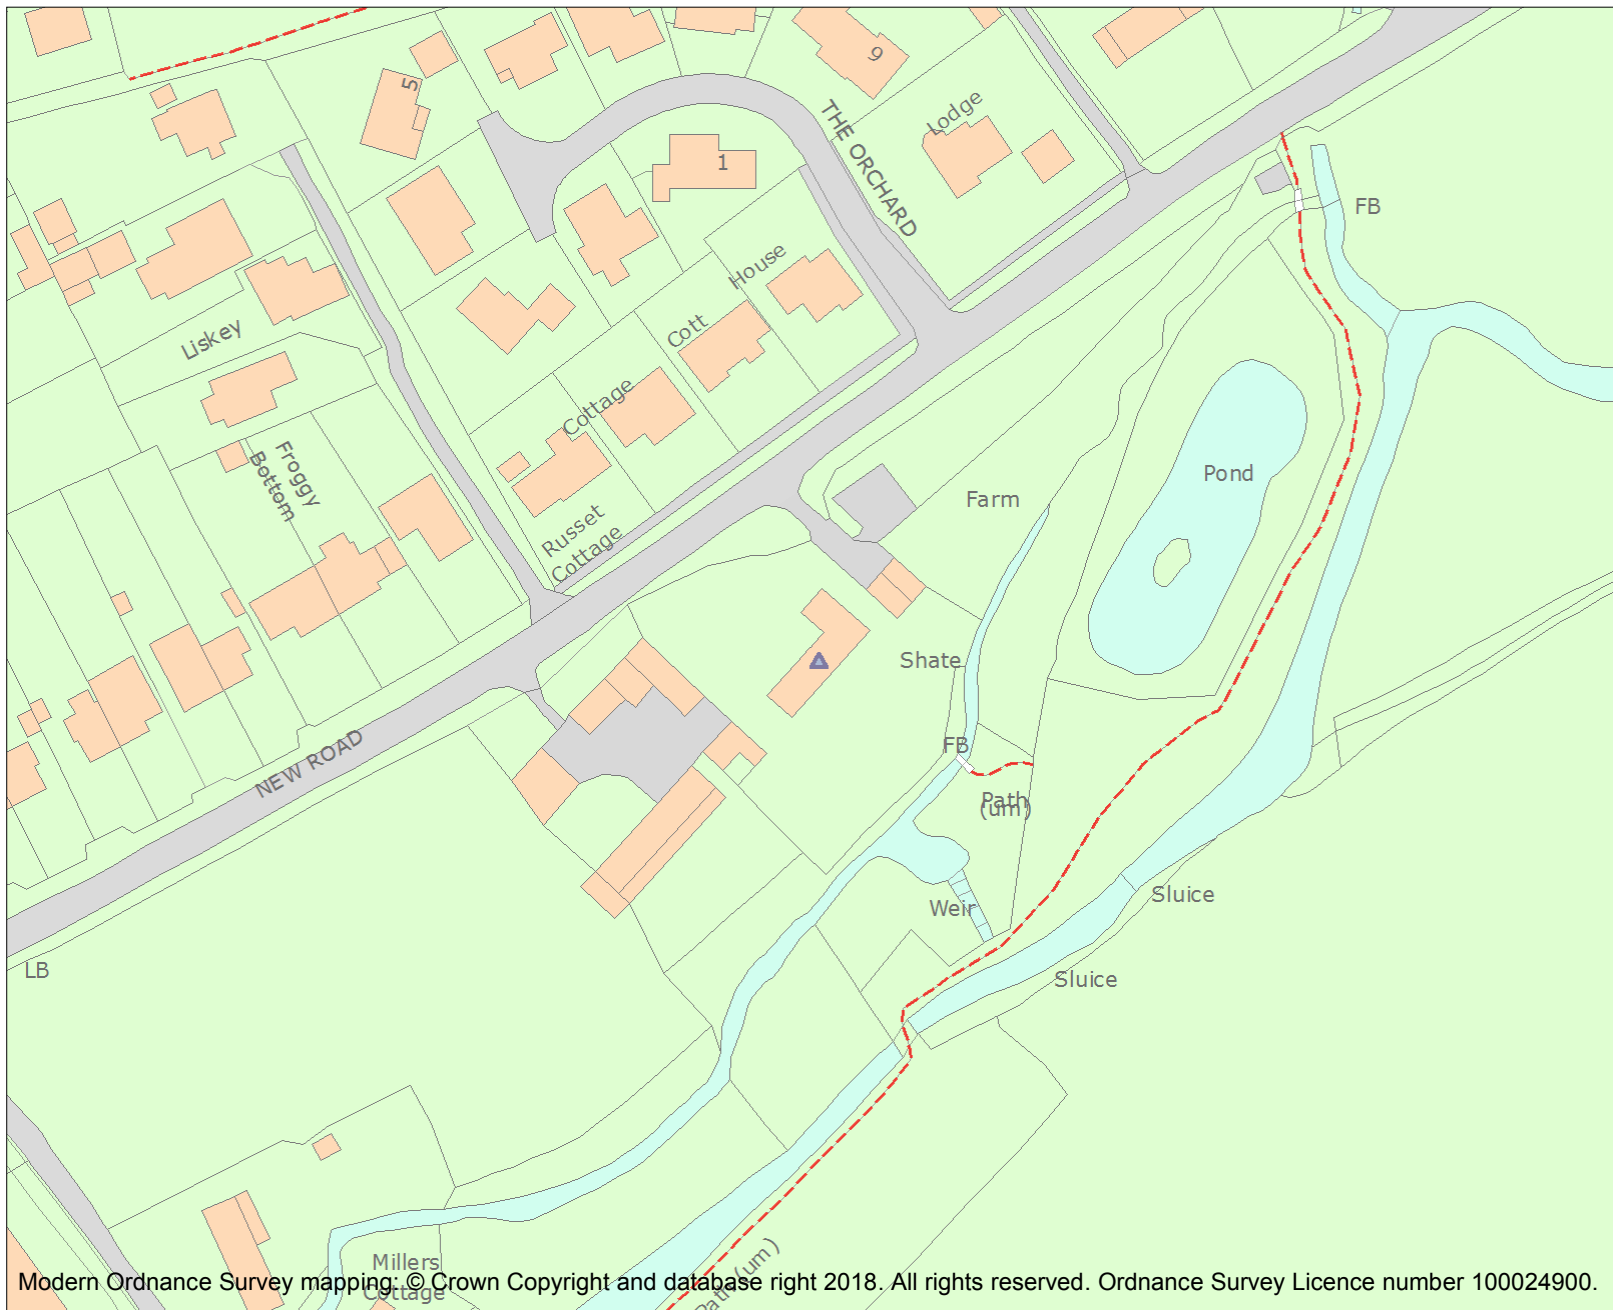 5
9
1
THE ORCHARD
Lodge
FB
House
Cott
Liskey
Cottage
Froggy
Bottom
Russet
Cottage
Farm
Pond
Shate
FB
Path
(um)
NEW ROAD
Weir
Sluice
Sluice
LB
Millers
Cottage
Path (um)
Modern Ordnance Survey mapping: © Crown Copyright and database right 2018. All rights reserved. Ordnance Survey Licence number 100024900.